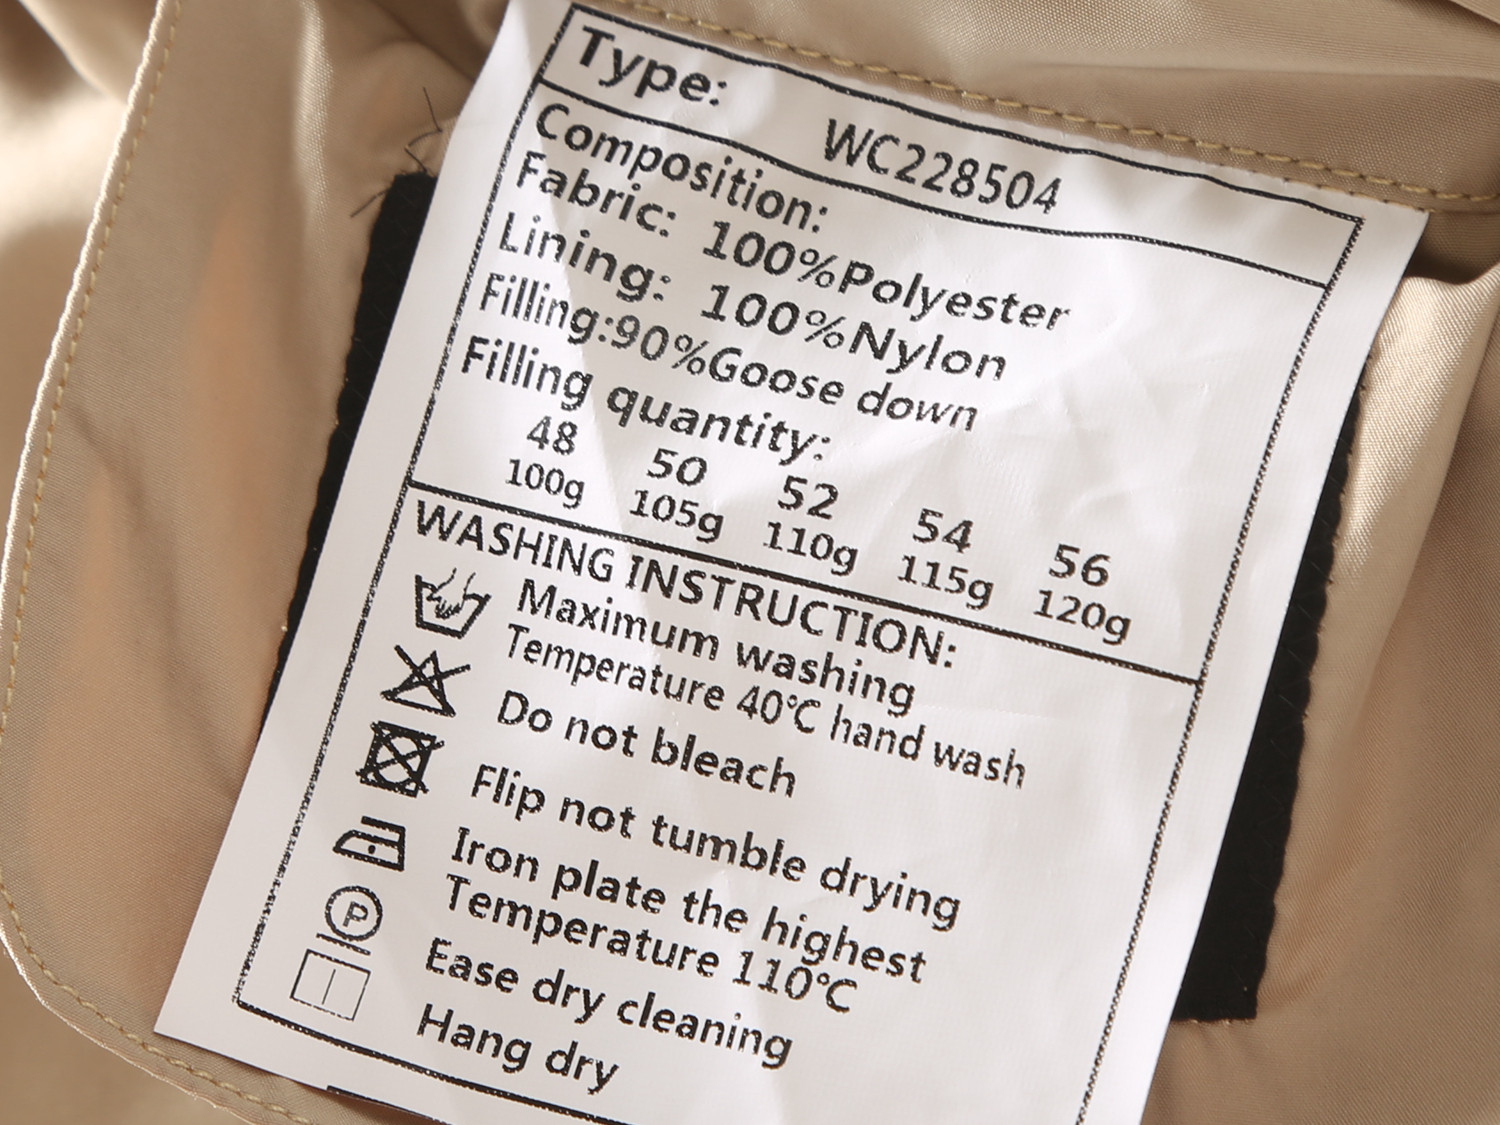 Type: WC228504
Composition:
Fabric: 100%Polyester
Lining: 100%Nylon
Filling:90%Goose down
Filling quantity:
48 50 52 54 56
100g 105g 110g 115g 120g
WASHING INSTRUCTION:
Maximum washing
Temperature 40℃ hand wash
Do not bleach
Flip not tumble drying
Iron plate the highest
Temperature 110℃
P
Ease dry cleaning
Hang dry